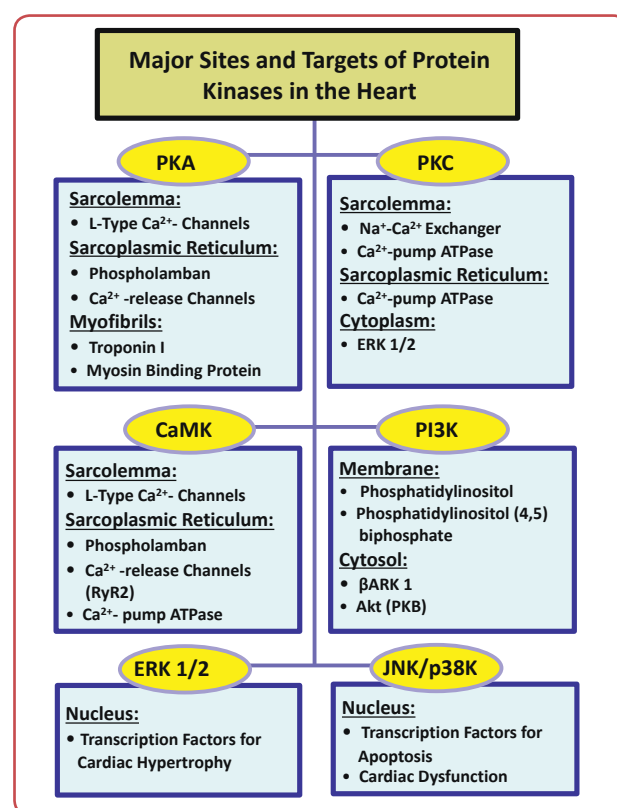 Major Sites and Targets of Protein
Kinases in the Heart
PKA
Sarcolemma:
• L-Type Ca²⁺- Channels
Sarcoplasmic Reticulum:
• Phospholamban
• Ca²⁺ -release Channels
Myofibrils:
• Troponin I
• Myosin Binding Protein
PKC
Sarcolemma:
• Na⁺-Ca²⁺ Exchanger
• Ca²⁺-pump ATPase
Sarcoplasmic Reticulum:
• Ca²⁺-pump ATPase
Cytoplasm:
• ERK 1/2
CaMK
Sarcolemma:
• L-Type Ca²⁺- Channels
Sarcoplasmic Reticulum:
• Phospholamban
• Ca²⁺ -release Channels
(RyR2)
• Ca²⁺- pump ATPase
PI3K
Membrane:
• Phosphatidylinositol
• Phosphatidylinositol (4,5)
biphosphate
Cytosol:
• βARK 1
• Akt (PKB)
ERK 1/2
Nucleus:
• Transcription Factors for
Cardiac Hypertrophy
JNK/p38K
Nucleus:
• Transcription Factors for
Apoptosis
• Cardiac Dysfunction